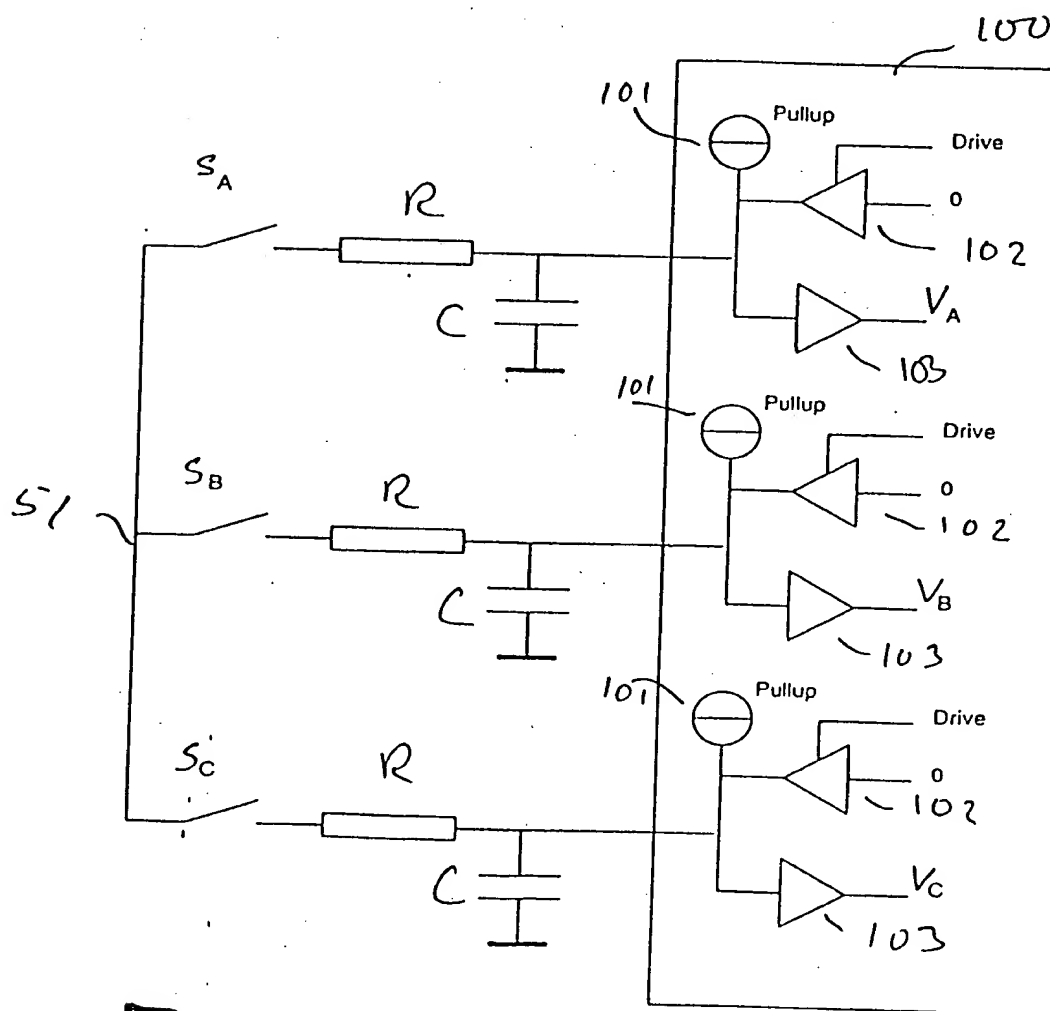 100
101
Pullup
Drive
S_A
R
0
102
C
V_A
103
101
Pullup
Drive
S_B
R
0
51
102
C
V_B
103
101
Pullup
Drive
S_C
R
0
102
C
V_C
103